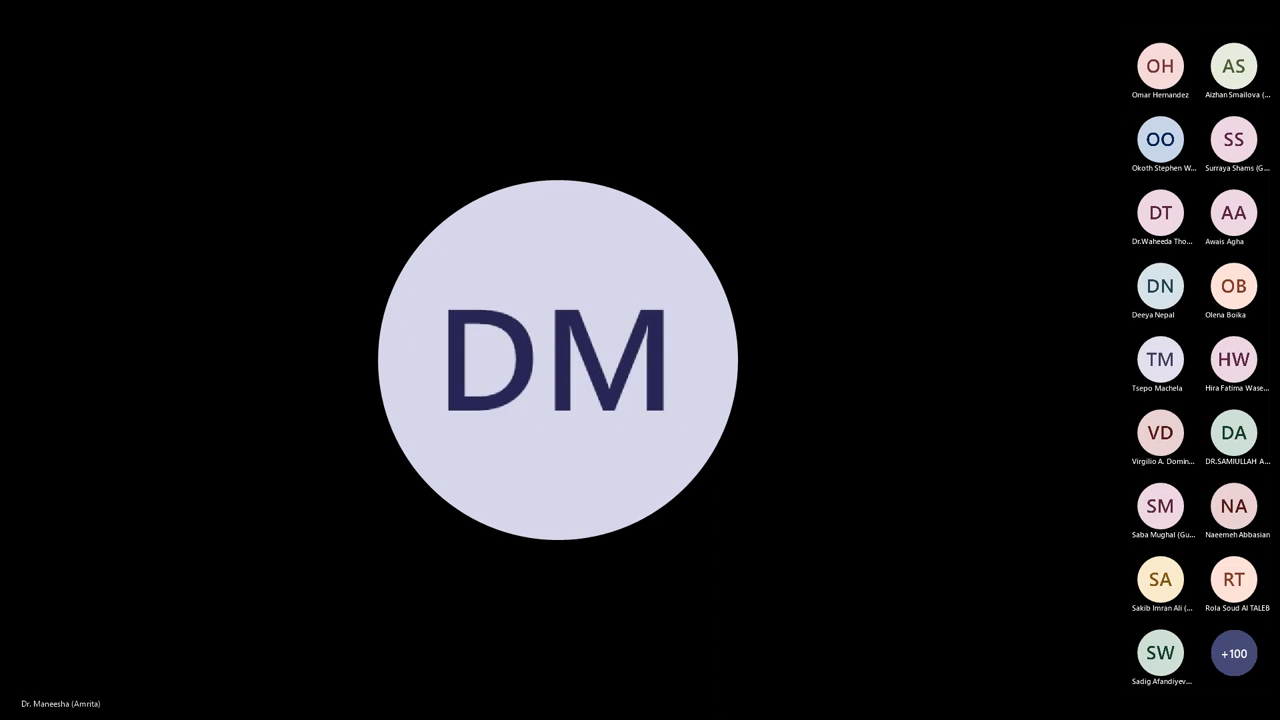 OH AS
Omar Hernandez Aizhan Smailova (...
OO SS
Okoth Stephen W... Surraya Shams (G...
DT AA
Dr.Waheeda Tho... Awais Agha
DN OB
Deeya Nepal Olena Boika
DM
TM HW
Tsepo Machela Hira Fatima Wase...
VD DA
Virgilio A. Domin... DR.SAMIULLAH A...
SM NA
Saba Mughal (Gu... Naeemeh Abbasian
SA RT
Sakib Imran Ali (... Rola Soud Al TALEB
SW +100
Sadig Afandiyev...
Dr. Maneesha (Amrita)